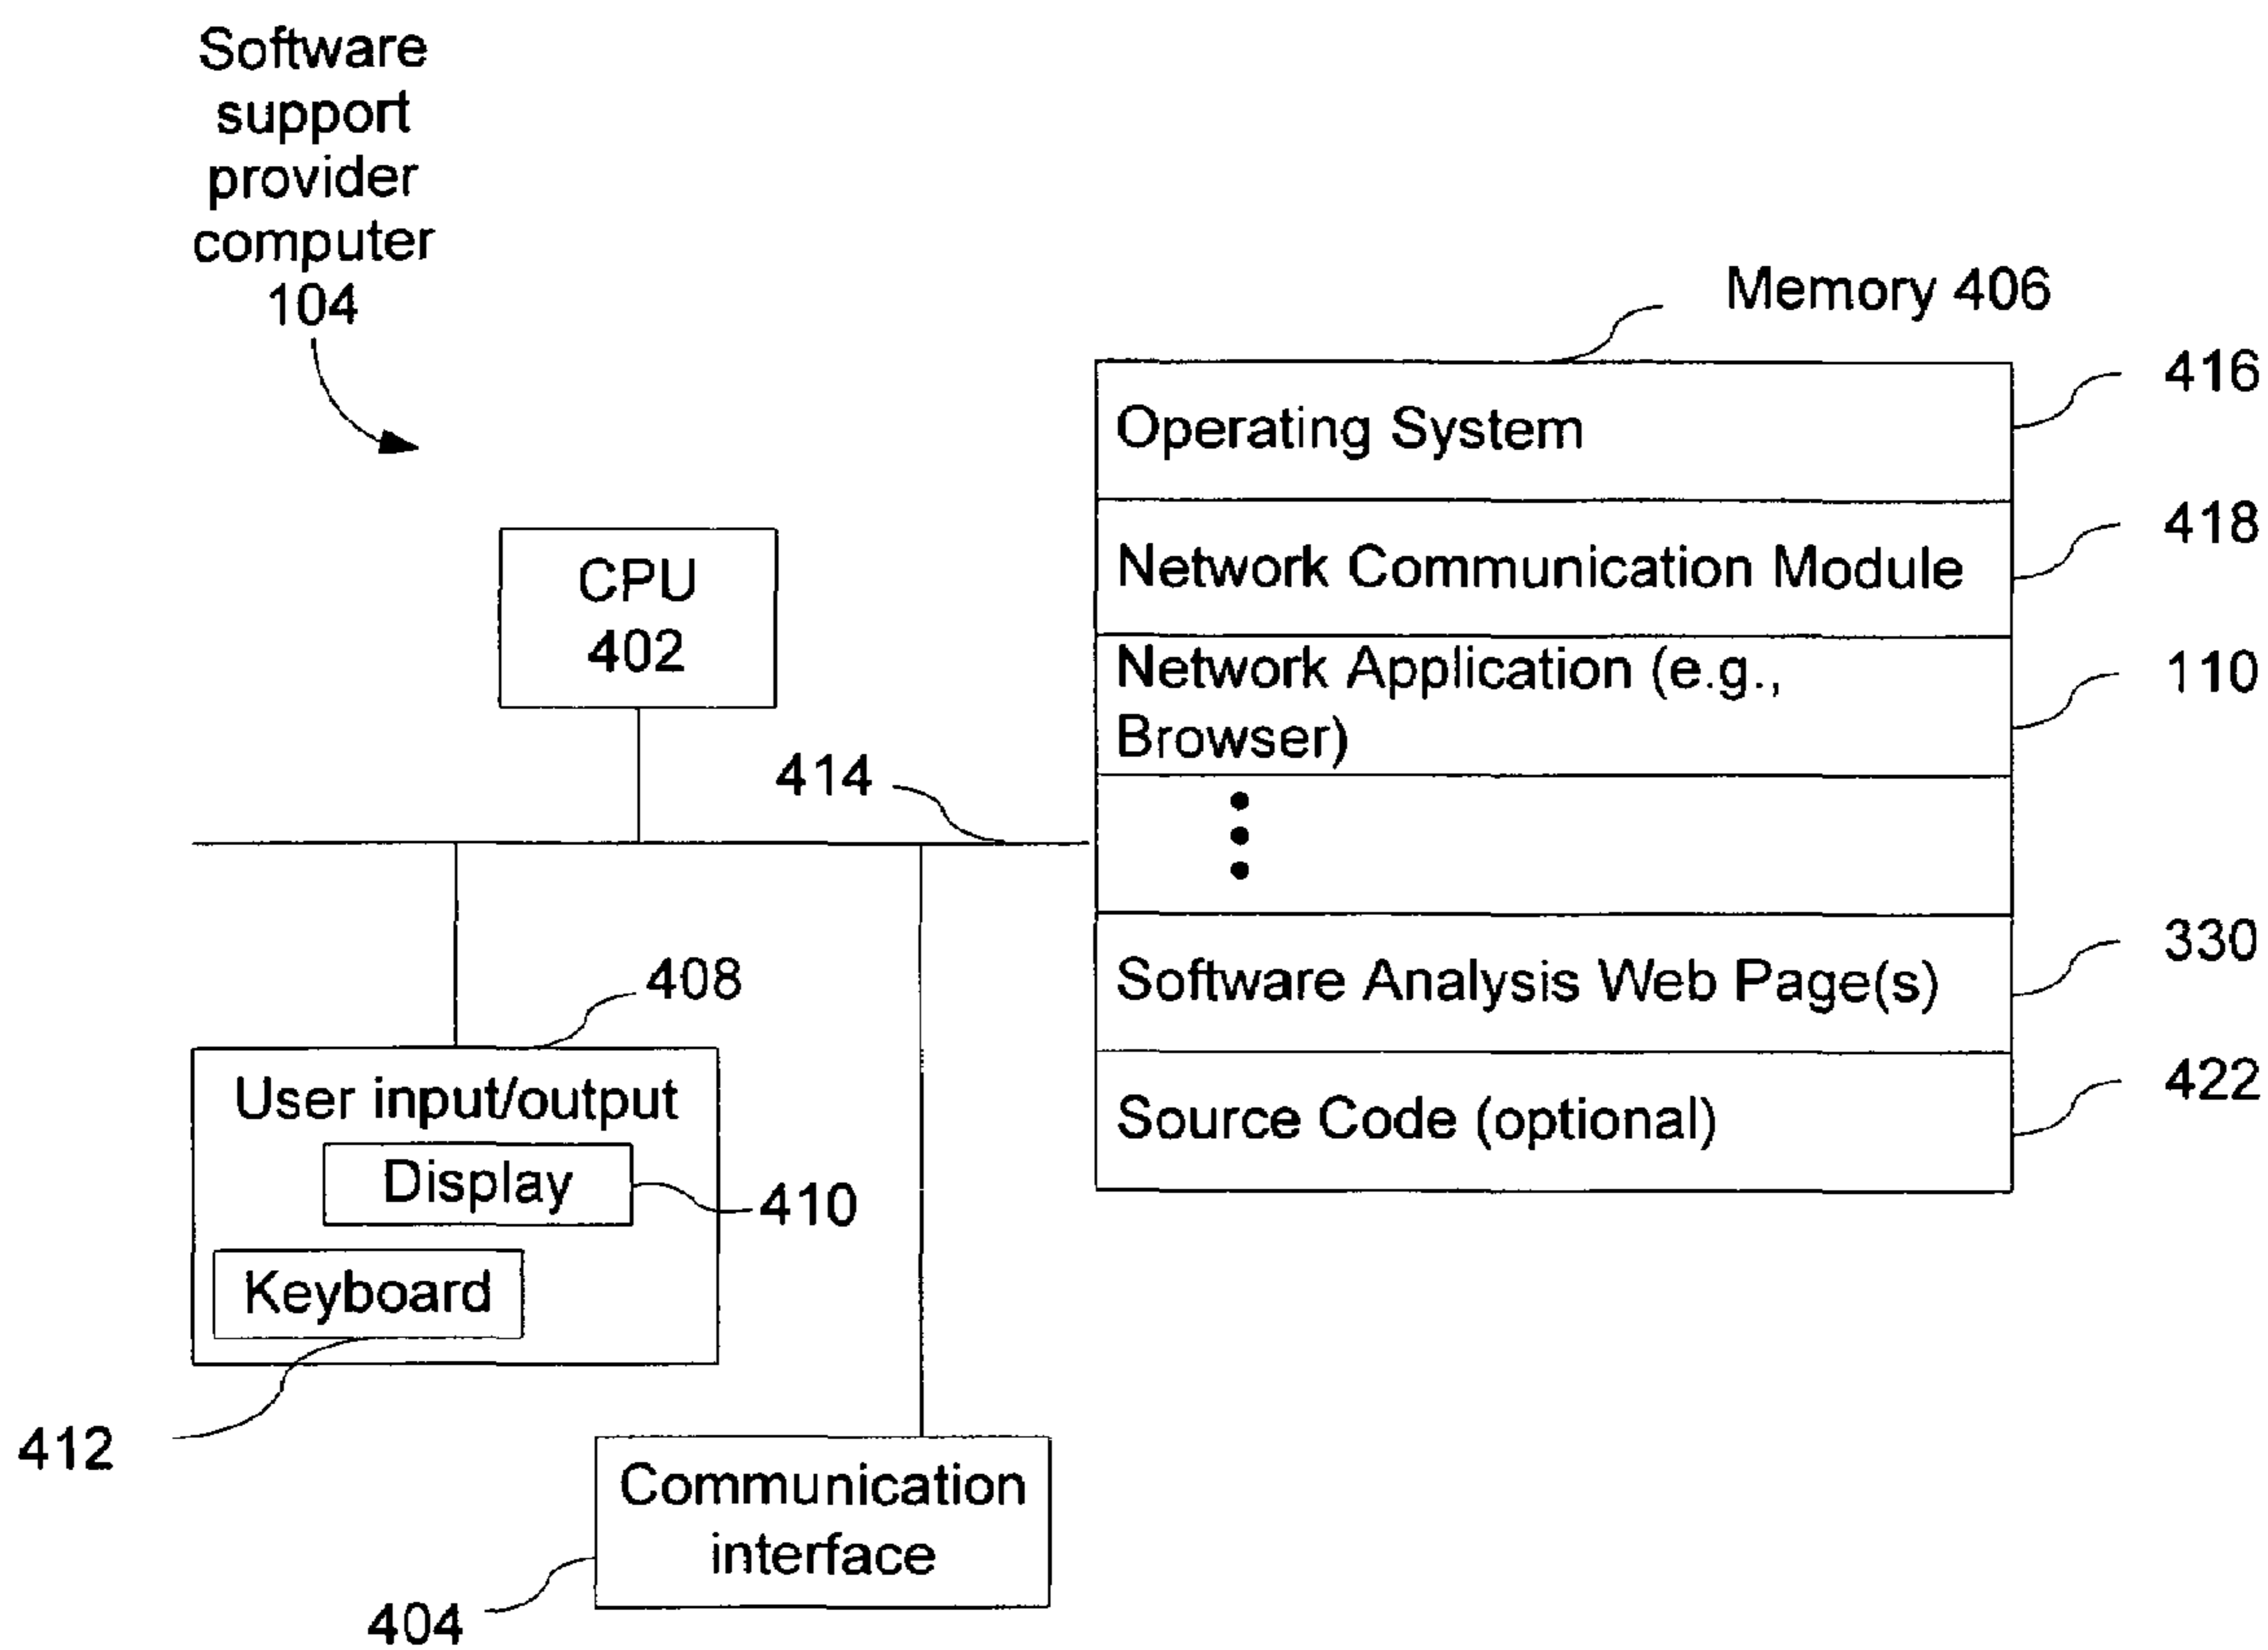 Software
support
provider
computer
104
Memory 406
416
Operating System
418
CPU
402
Network Communication Module
110
Network Application (e.g.,
Browser)
414
330
Software Analysis Web Page(s)
408
422
User input/output
Source Code (optional)
Display
410
Keyboard
412
Communication
interface
404